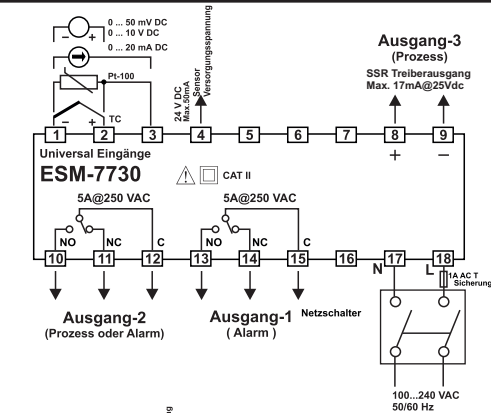 0 ... 50 mV DC
0 ... 10 V DC
− +
0 ... 20 mA DC
Pt-100
− + TC
24 V DC
Max.50mA
Sensor
Versorgungsspannung
Ausgang-3
(Prozess)
SSR Treiberausgang
Max. 17mA@25Vdc
1 2 3 4 5 6 7 8 9
+ −
Universal Eingänge
ESM-7730
CAT II
5A@250 VAC
5A@250 VAC
NO NC C NO NC C
10 11 12 13 14 15 16 17 18
N L
1A AC T
Sicherung
Ausgang-2
(Prozess oder Alarm)
Ausgang-1
( Alarm )
Netzschalter
100...240 VAC
50/60 Hz